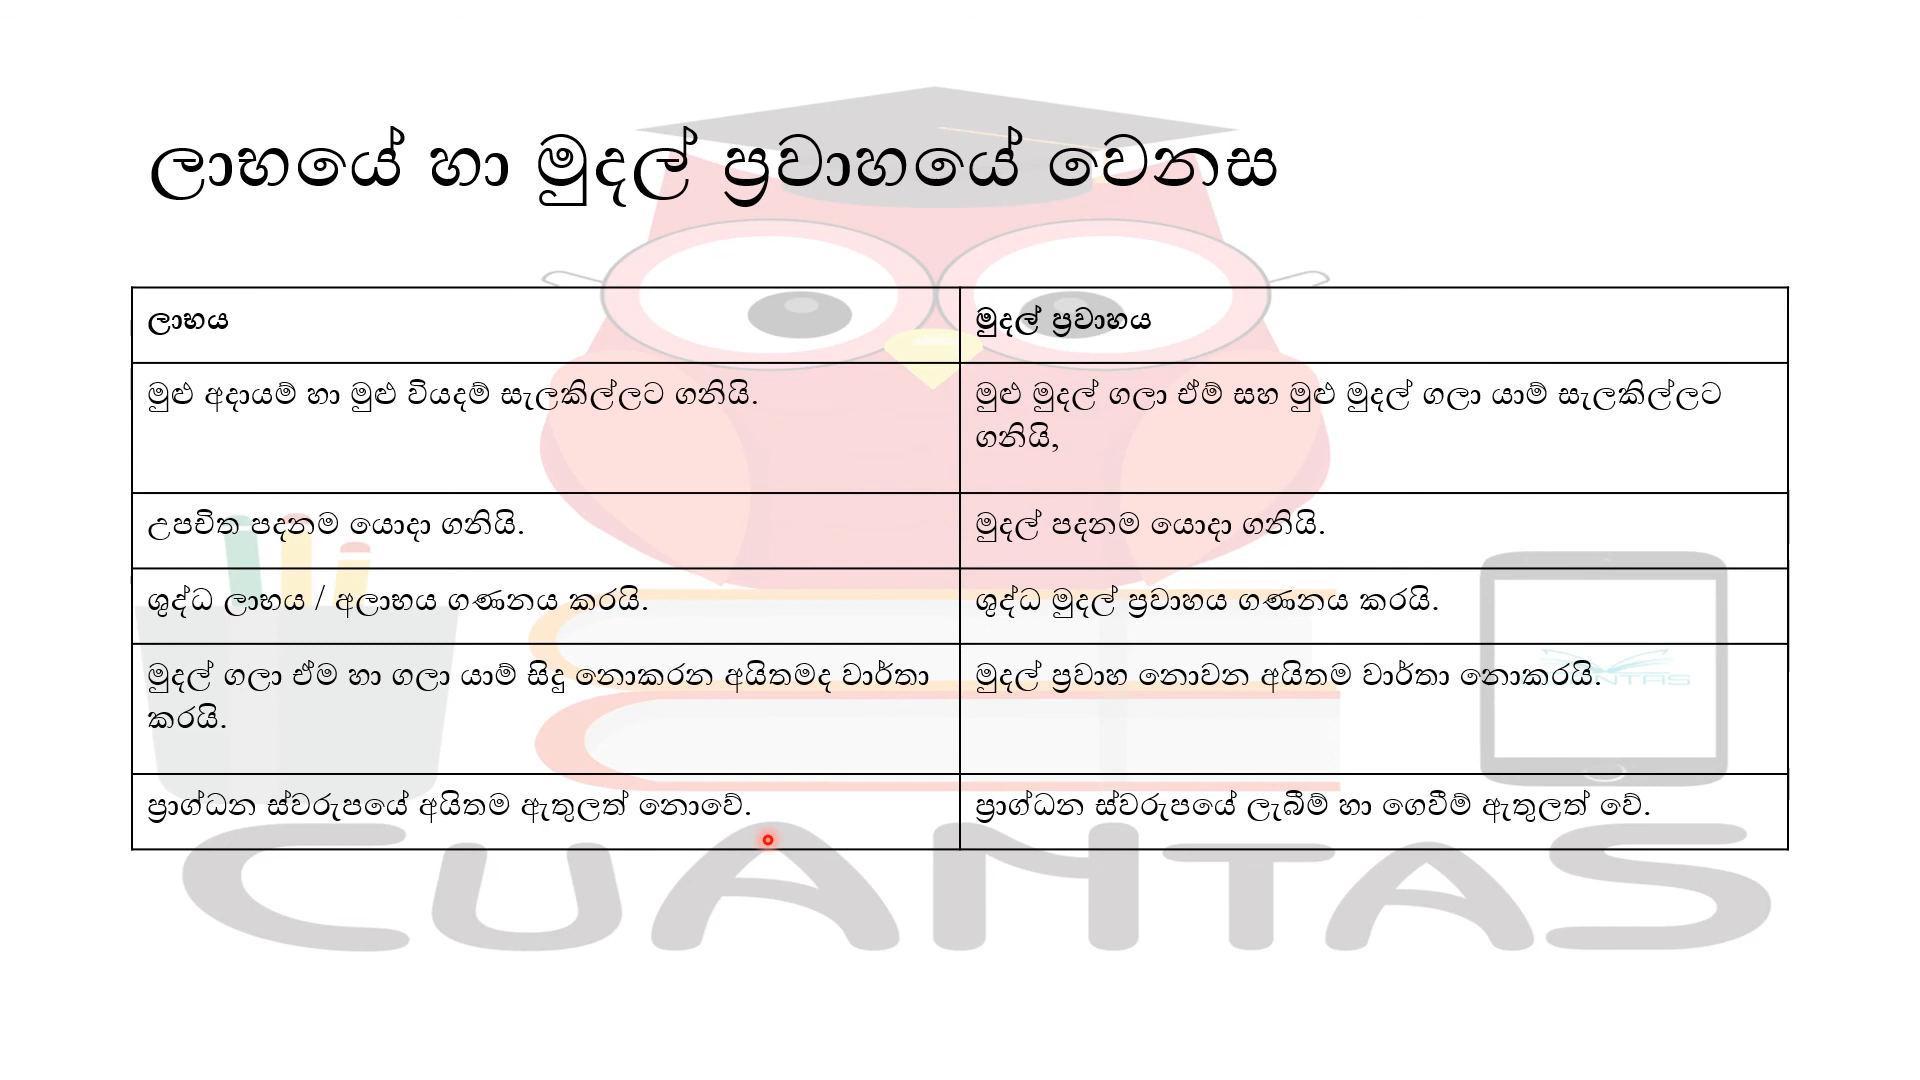 ලාභයේ හා මුදල් ප්‍රවාහයේ වෙනස
ලාභය
මුදල් ප්‍රවාහය
මුළු අදායම් හා මුළු වියදම් සැලකිල්ලට ගනියි.
මුළු මුදල් ගලා ඒම් සහ මුළු මුදල් ගලා යාම් සැලකිල්ලට
ගනියි,
උපචිත පදනම යොදා ගනියි.
මුදල් පදනම යොදා ගනියි.
ශුද්ධ ලාභය / අලාභය ගණනය කරයි.
ශුද්ධ මුදල් ප්‍රවාහය ගණනය කරයි.
මුදල් ගලා ඒම හා ගලා යාම් සිදු නොකරන අයිතමද වාර්තා
කරයි.
මුදල් ප්‍රවාහ නොවන අයිතම වාර්තා නොකරයි.
ප්‍රාග්ධන ස්වරුපයේ අයිතම ඇතුලත් නොවේ.
ප්‍රාග්ධන ස්වරුපයේ ලැබීම් හා ගෙවීම් ඇතුලත් වේ.
CUANTAS